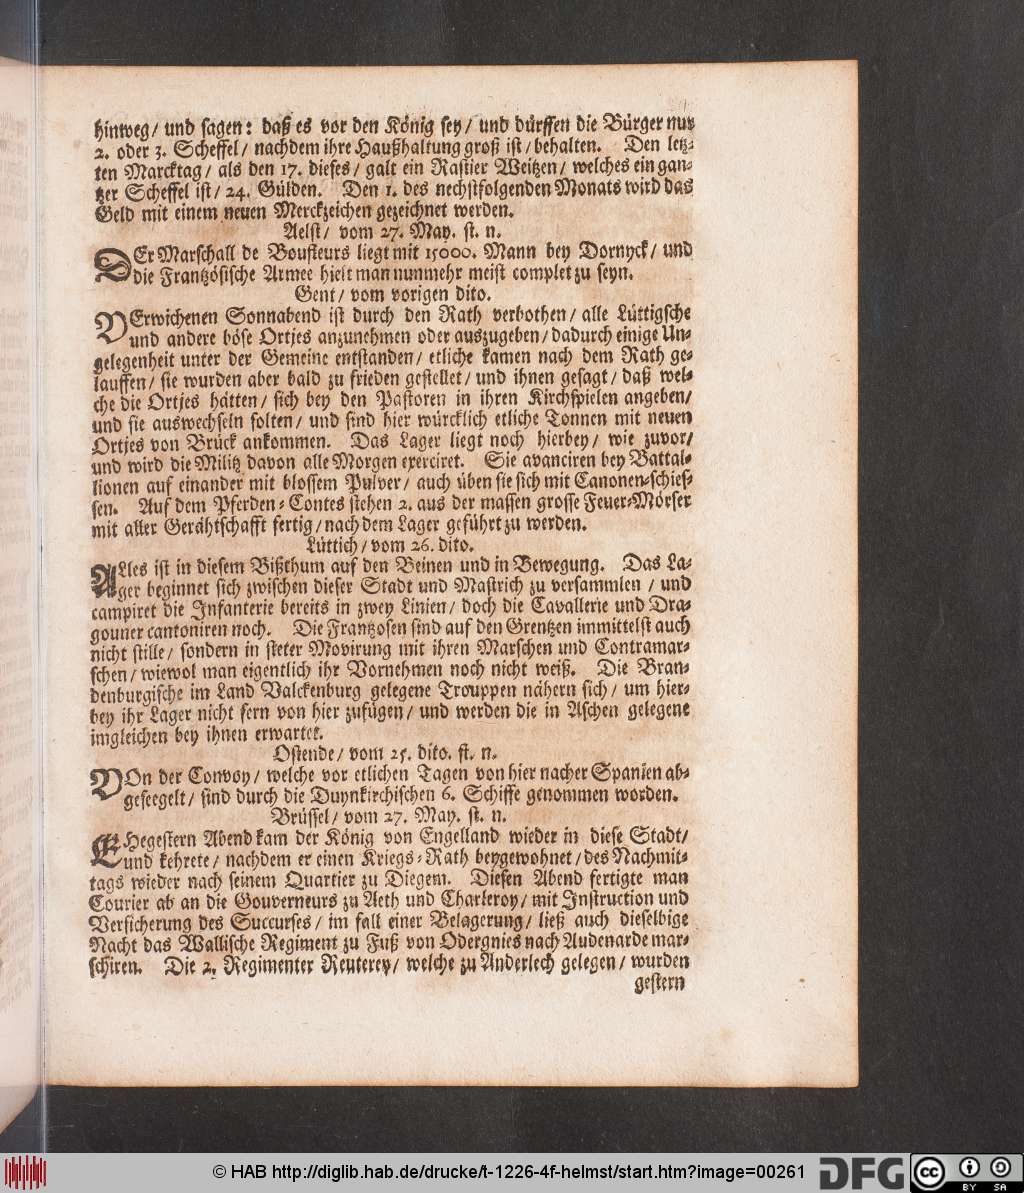 hinweg / und sagen: daß es vor den König sey / und dürffen die Bürger nur
2. oder 3. Scheffel / nachdem ihre Haußhaltung groß ist / behalten. Den letz-
ten Marcktag / als den 17. dieses / galt ein Rastier Weitzen / welches ein gan-
tzer Scheffel ist / 24. Gülden. Den 1. des nechstfolgenden Monats wird das
Geld mit einem neuen Merckzeichen gezeichnet werden.
Aelst / vom 27. May. st. n.
DEr Marschall de Bousleurs liegt mit 15000. Mann bey Dornyck / und
die Frantzösische Armee hielt man nunmehr meist complet zu seyn.
Gent / vom vorigen dito.
VErwichenen Sonnabend ist durch den Rath verbothen / alle Lüttigsche
und andere böse Ortjes anzunehmen oder auszugeben / dadurch einige Un-
gelegenheit unter der Gemeine entstanden / etliche kamen nach dem Rath ge-
lauffen / sie wurden aber bald zu frieden gestellet / und ihnen gesagt / daß wel-
che die Ortjes hätten / sich bey den Pastoren in ihren Kirchspielen angeben /
und sie auswechseln solten / und sind hier würcklich etliche Tonnen mit neuen
Ortjes von Brück ankommen. Das Lager liegt noch hierbey / wie zuvor /
und wird die Militz davon alle Morgen exerciret. Sie avanciren bey Battal-
lionen auf einander mit blossem Pulver / auch üben sie sich mit Canonen-schies-
sen. Auf dem Pferden-Contes stehen 2. aus der massen grosse Feuer-Mörser
mit aller Gerähtschafft fertig / nach dem Lager geführt zu werden.
Lüttich / vom 26. dito.
ALles ist in diesem Bißthum auf den Beinen und in Bewegung. Das La-
ger beginnet sich zwischen dieser Stadt und Mastrich zu versammlen / und
campiret die Infanterie bereits in zwey Linien / doch die Cavallerie und Dra-
gouner cantoniren noch. Die Frantzosen sind auf den Grentzen immittelst auch
nicht stille / sondern in steter Movirung mit ihren Marschen und Contramar-
schen / wiewol man eigentlich ihr Vornehmen noch nicht weiß. Die Bran-
denburgische im Land Valckenburg gelegene Trouppen nähern sich / um hier-
bey ihr Lager nicht fern von hier zufügen / und werden die in Aschen gelegene
imgleichen bey ihnen erwartet.
Ostende / vom 25. dito. st. n.
VOn der Convoy / welche vor etlichen Tagen von hier nacher Spanien ab-
geseegelt / sind durch die Duynkirchischen 6. Schiffe genommen worden.
Brüssel / vom 27. May. st. n.
EHegestern Abend kam der König von Engelland wieder in diese Stadt /
und kehrete / nachdem er einen Kriegs-Rath beygewohnet / des Nachmit-
tags wieder nach seinem Quartier zu Diegem. Diesen Abend fertigte man
Courier ab an die Gouverneurs zu Aeth und Charleroy / mit Instruction und
Versicherung des Succurses / im fall einer Belagerung / ließ auch dieselbige
Nacht das Wallische Regiment zu Fuß von Odergnies nach Audenarde mar-
schiren. Die 2. Regimenter Reuterey / welche zu Anderlech gelegen / wurden
gestern
© HAB http://diglib.hab.de/drucke/t-1226-4f-helmst/start.htm?image=00261
DFG
cc BY SA